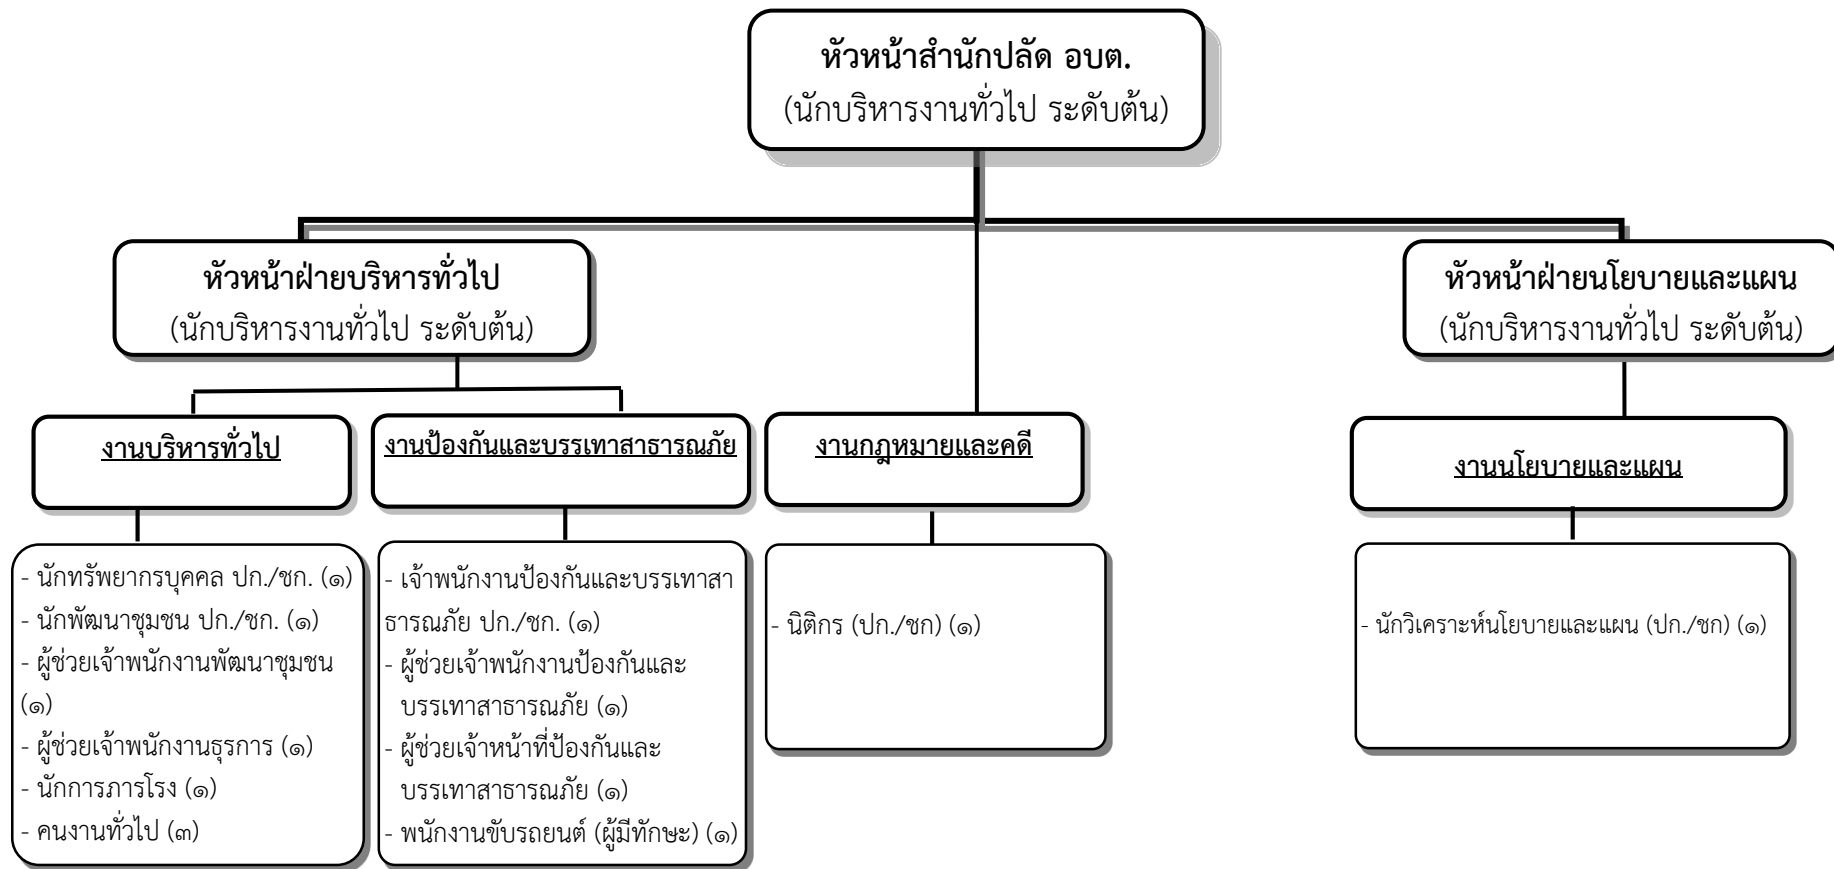 หัวหน้าสำนักปลัด อบต.
(นักบริหารงานทั่วไป ระดับต้น)
หัวหน้าฝ่ายบริหารทั่วไป
(นักบริหารงานทั่วไป ระดับต้น)
หัวหน้าฝ่ายนโยบายและแผน
(นักบริหารงานทั่วไป ระดับต้น)
งานบริหารทั่วไป
งานป้องกันและบรรเทาสาธารณภัย
งานกฎหมายและคดี
งานนโยบายและแผน
- นักทรัพยากรบุคคล ปก./ชก. (๑)
- นักพัฒนาชุมชน ปก./ชก. (๑)
- ผู้ช่วยเจ้าพนักงานพัฒนาชุมชน
(๑)
- ผู้ช่วยเจ้าพนักงานธุรการ (๑)
- นักการภารโรง (๑)
- คนงานทั่วไป (๓)
- เจ้าพนักงานป้องกันและบรรเทาสา
ธารณภัย ปก./ชก. (๑)
- ผู้ช่วยเจ้าพนักงานป้องกันและ
บรรเทาสาธารณภัย (๑)
- ผู้ช่วยเจ้าหน้าที่ป้องกันและ
บรรเทาสาธารณภัย (๑)
- พนักงานขับรถยนต์ (ผู้มีทักษะ) (๑)
- นิติกร (ปก./ชก) (๑)
- นักวิเคราะห์นโยบายและแผน (ปก./ชก) (๑)